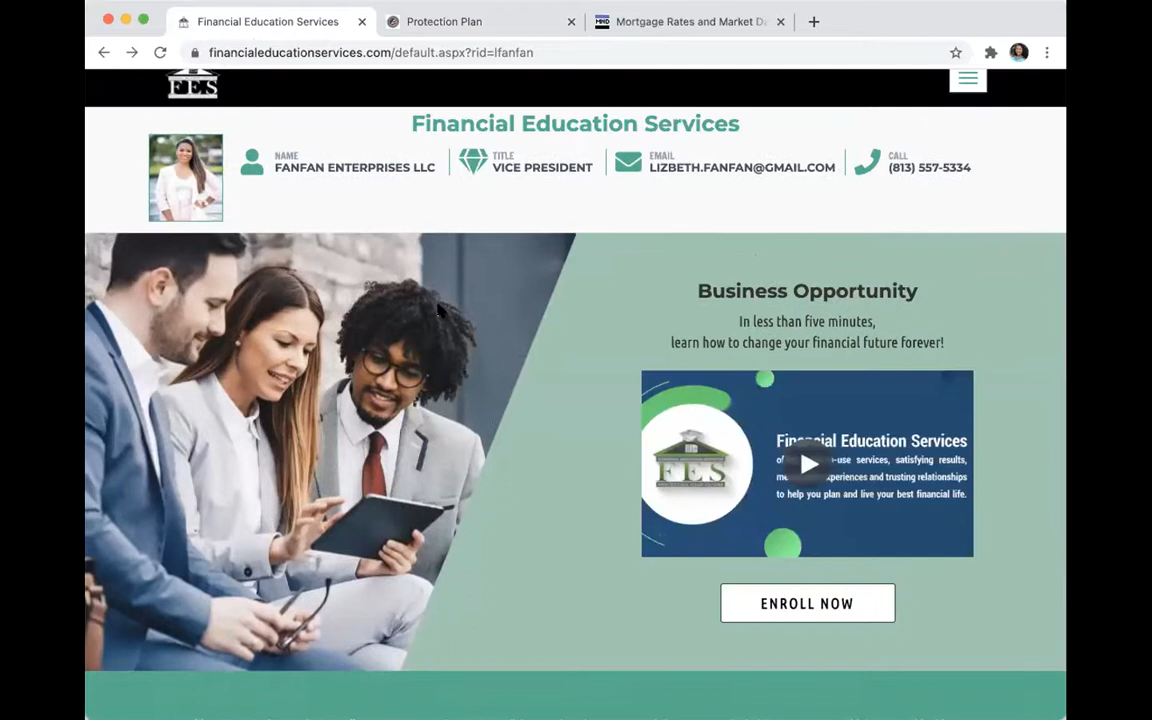 Financial Education Services
Protection Plan
Mortgage Rates and Market D
financialeducationservices.com/default.aspx?rid=lfanfan
FES
Financial Education Services
NAME
FANFAN ENTERPRISES LLC
TITLE
VICE PRESIDENT
EMAIL
LIZBETH.FANFAN@GMAIL.COM
CALL
(813) 557-5334
Business Opportunity
In less than five minutes,
learn how to change your financial future forever!
FES
Financial Education Services
-use services, satisfying results,
experiences and trusting relationships
to help you plan and live your best financial life.
ENROLL NOW